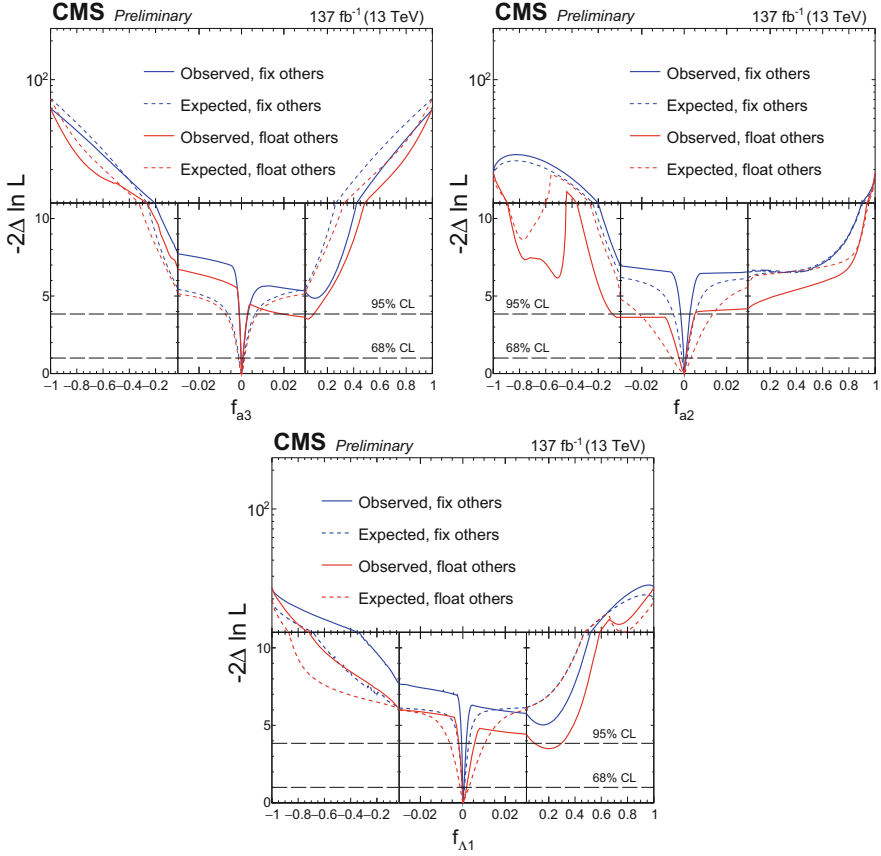 CMS Preliminary 137 fb⁻¹ (13 TeV)
10²
Observed, fix others
Expected, fix others
Observed, float others
Expected, float others
-2Δ ln L
10
5
0
95% CL
68% CL
−1 −0.8 −0.6 −0.4 −0.2 −0.02 0 0.02 0.2 0.4 0.6 0.8 1
f_a3
CMS Preliminary 137 fb⁻¹ (13 TeV)
10²
Observed, fix others
Expected, fix others
Observed, float others
Expected, float others
-2Δ ln L
10
5
0
95% CL
68% CL
−1 −0.8 −0.6 −0.4 −0.2 −0.02 0 0.02 0.2 0.4 0.6 0.8 1
f_a2
CMS Preliminary 137 fb⁻¹ (13 TeV)
10²
Observed, fix others
Expected, fix others
Observed, float others
Expected, float others
-2Δ ln L
10
5
0
95% CL
68% CL
−1 −0.8 −0.6 −0.4 −0.2 −0.02 0 0.02 0 0.2 0.4 0.6 0.8 1
f_Λ1